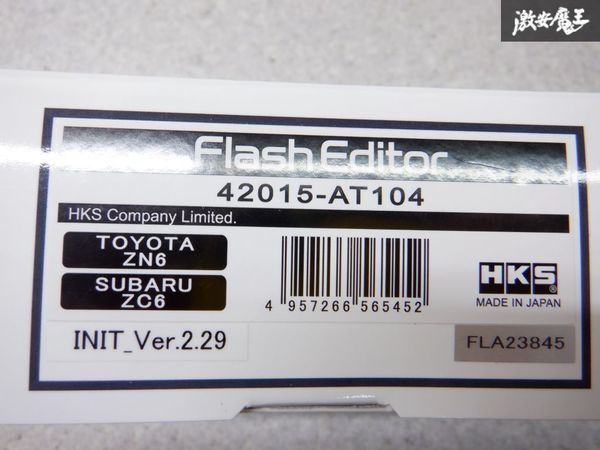 激安魔王
Flash Editor
42015-AT104
HKS Company Limited.
TOYOTA
ZN6
SUBARU
ZC6
4 957266 565452
HKS
MADE IN JAPAN
INIT_Ver.2.29
FLA23845